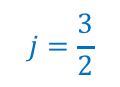 j = 3/2